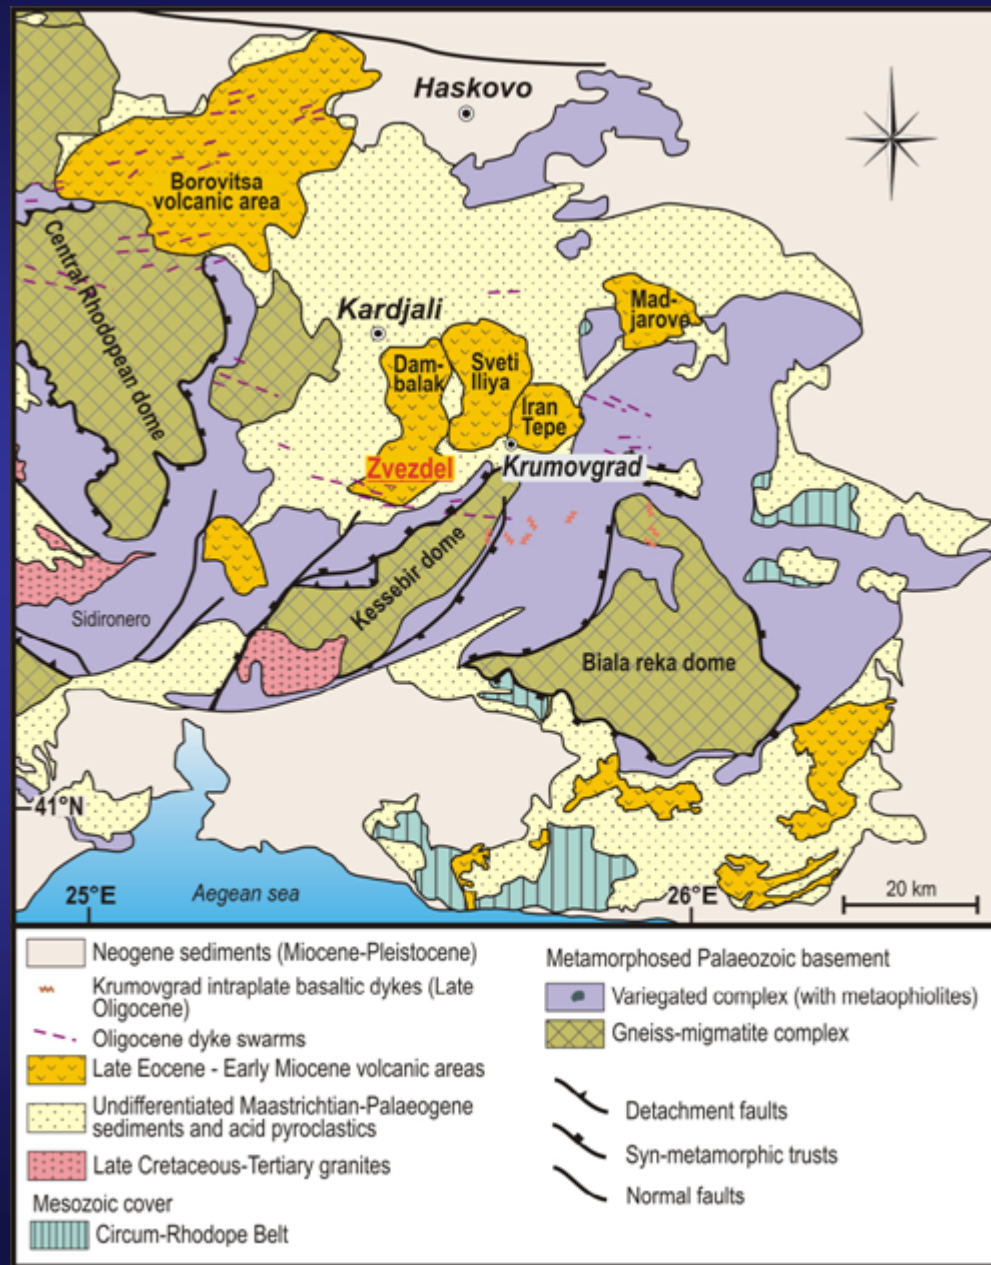 Haskovo
Borovitsa
volcanic area
Central Rhodopean dome
Kardjali
Mad-
jarovo
Dam-
balak
Sveti
Iliya
Iran
Tepe
Zvezdel
Krumovgrad
Kessebir dome
Sidironero
Biala reka dome
41°N
25°E
Aegean sea
26°E
20 km
Neogene sediments (Miocene-Pleistocene)
Krumovgrad intraplate basaltic dykes (Late
Oligocene)
Oligocene dyke swarms
Late Eocene - Early Miocene volcanic areas
Undifferentiated Maastrichtian-Palaeogene
sediments and acid pyroclastics
Late Cretaceous-Tertiary granites
Mesozoic cover
Circum-Rhodope Belt
Metamorphosed Palaeozoic basement
Variegated complex (with metaophiolites)
Gneiss-migmatite complex
Detachment faults
Syn-metamorphic trusts
Normal faults